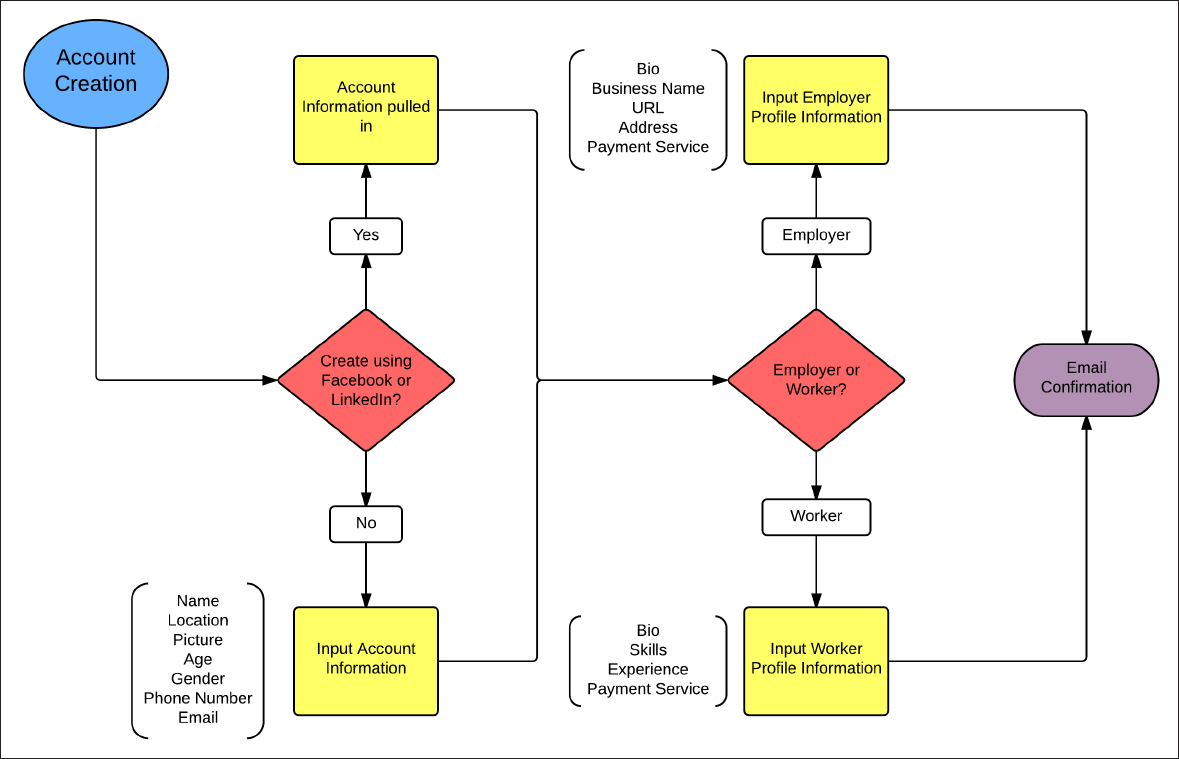 Account
Creation
Account
Information pulled
in
Yes
Create using
Facebook or
LinkedIn?
No
Name
Location
Picture
Age
Gender
Phone Number
Email
Input Account
Information
Bio
Business Name
URL
Address
Payment Service
Input Employer
Profile Information
Employer
Employer or
Worker?
Worker
Bio
Skills
Experience
Payment Service
Input Worker
Profile Information
Email
Confirmation